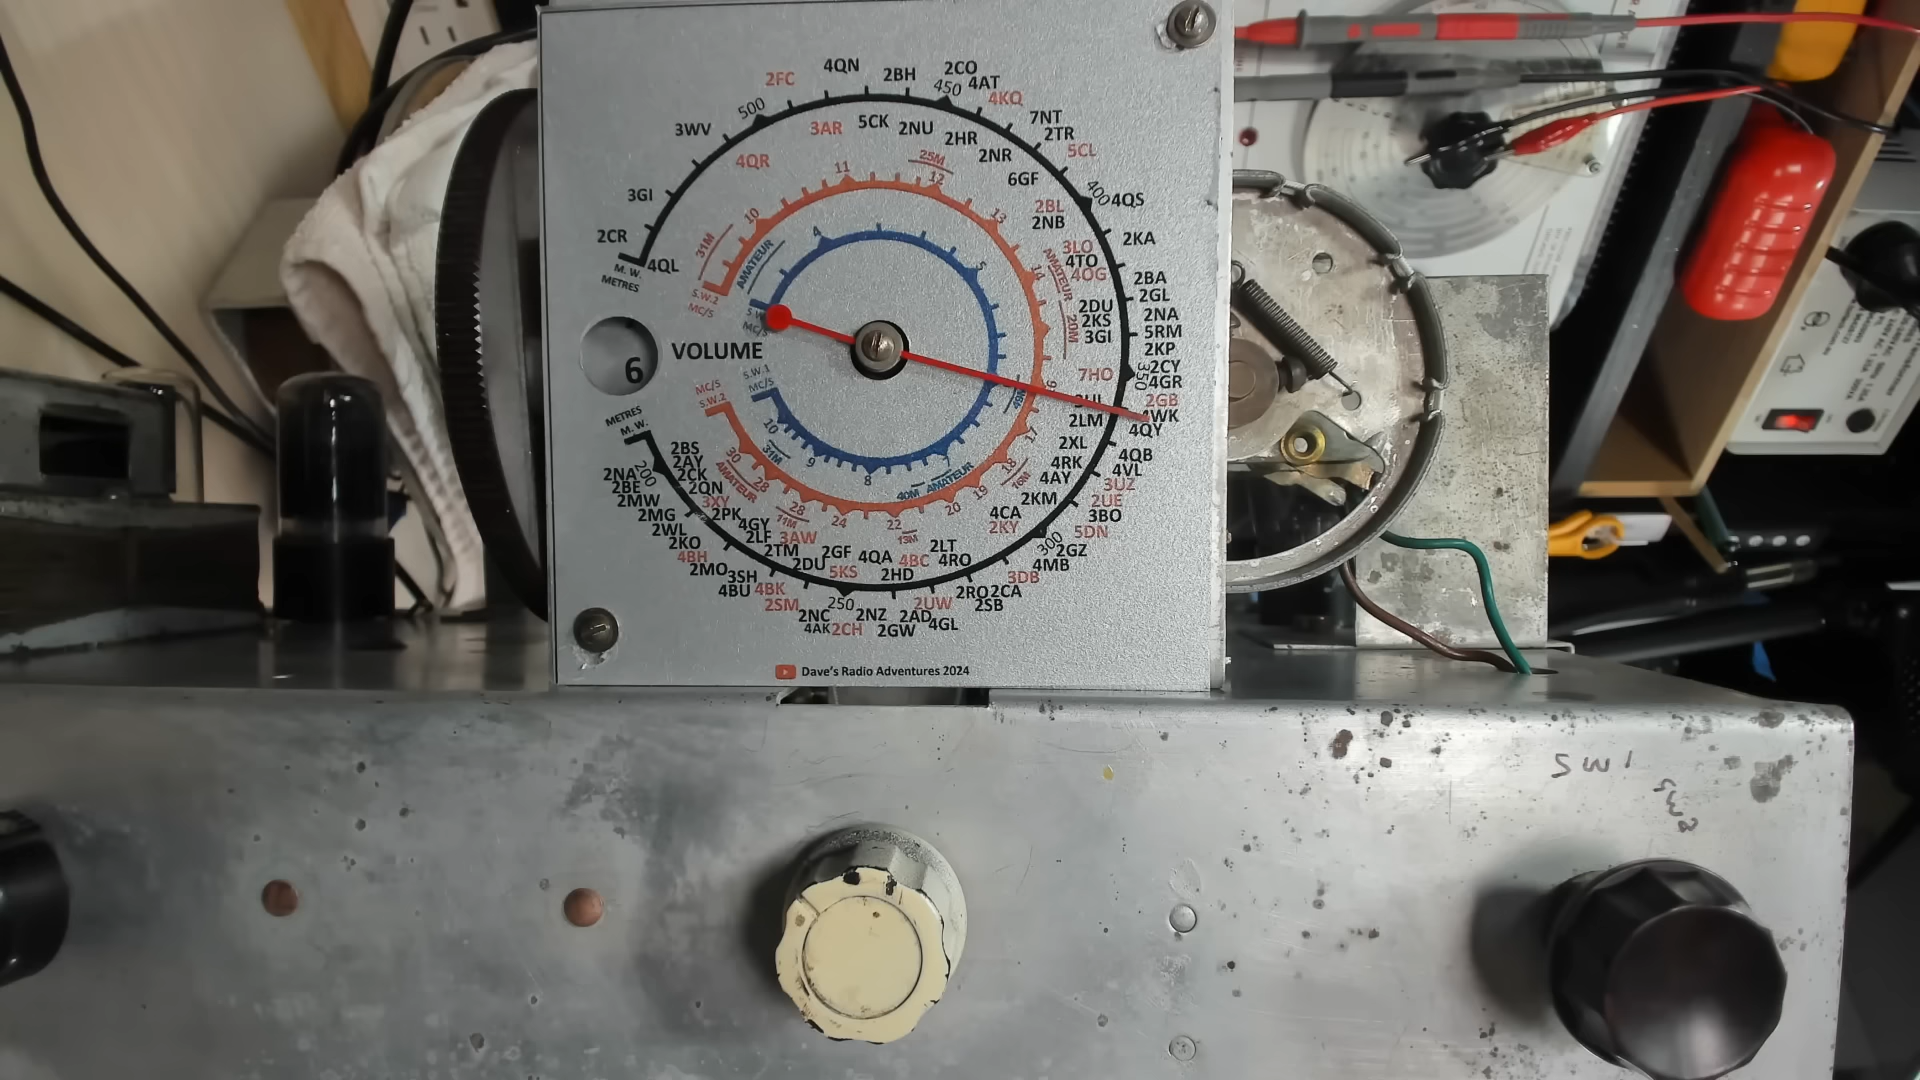 4QN
2BH
2CO
2FC
450
4AT
4KQ
500
7NT
3WV
3AR
5CK
2NU
2TR
2HR
5CL
4QR
25M
2NR
11
12
6GF
3GI
400
4QS
10
13
2BL
2NB
2CR
31M
AMATEUR
4
2KA
3LO
4TO
4QL
14
AMATEUR
4OG
M.W.
METRES
5
2BA
S.W.2
MC/S
2GL
2DU
20M
2NA
2KS
5RM
3GI
6
VOLUME
2KP
350
2CY
7HO
4GR
S.W.1
MC/S
MC/S
S.W.2
2GB
4WK
2LM
4QY
METRES
M.W.
17
2XL
10
2BS
31M
9
4QB
200
2AY
30
18
4RK
4VL
2NA
2CK
AMATEUR
8
AMATEUR
16M
4AY
3UZ
2BE
2QN
40M
19
2MW
3XY
28
2KM
2UE
2MG
2PK
11M
24
22
20
4CA
3BO
2WL
4GY
13M
2KY
5DN
2KO
2LF
3AW
300
4BH
2TM
2GF
4QA
4BC
2LT
2GZ
2MO
2DU
4RO
4MB
3SH
5KS
2HD
3DB
4BU
4BK
2RO
2CA
2SM
250
2UW
2SB
2NC
2NZ
2AD
4AK
2CH
2GW
4GL
Dave's Radio Adventures 2024
SW 1